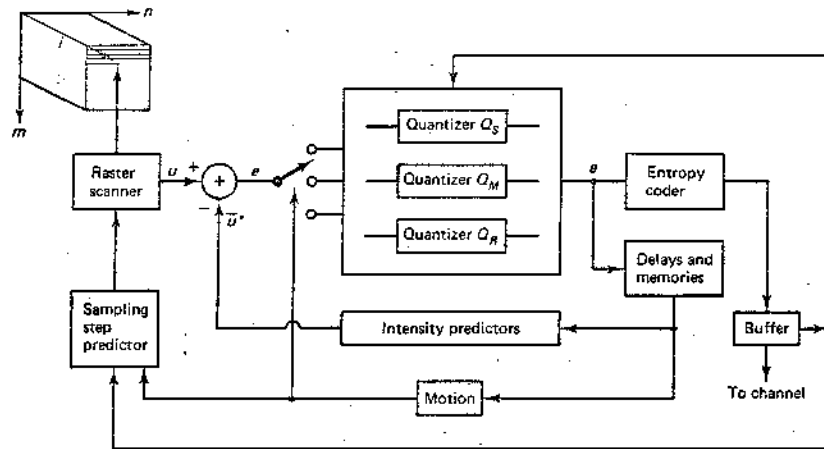 n
m
Raster
scanner
u
+
+
−
e
u̅•
Quantizer Q_S
Quantizer Q_M
Quantizer Q_R
e
Entropy
coder
Delays and
memories
Sampling
step
predictor
Intensity predictors
Buffer
Motion
To channel